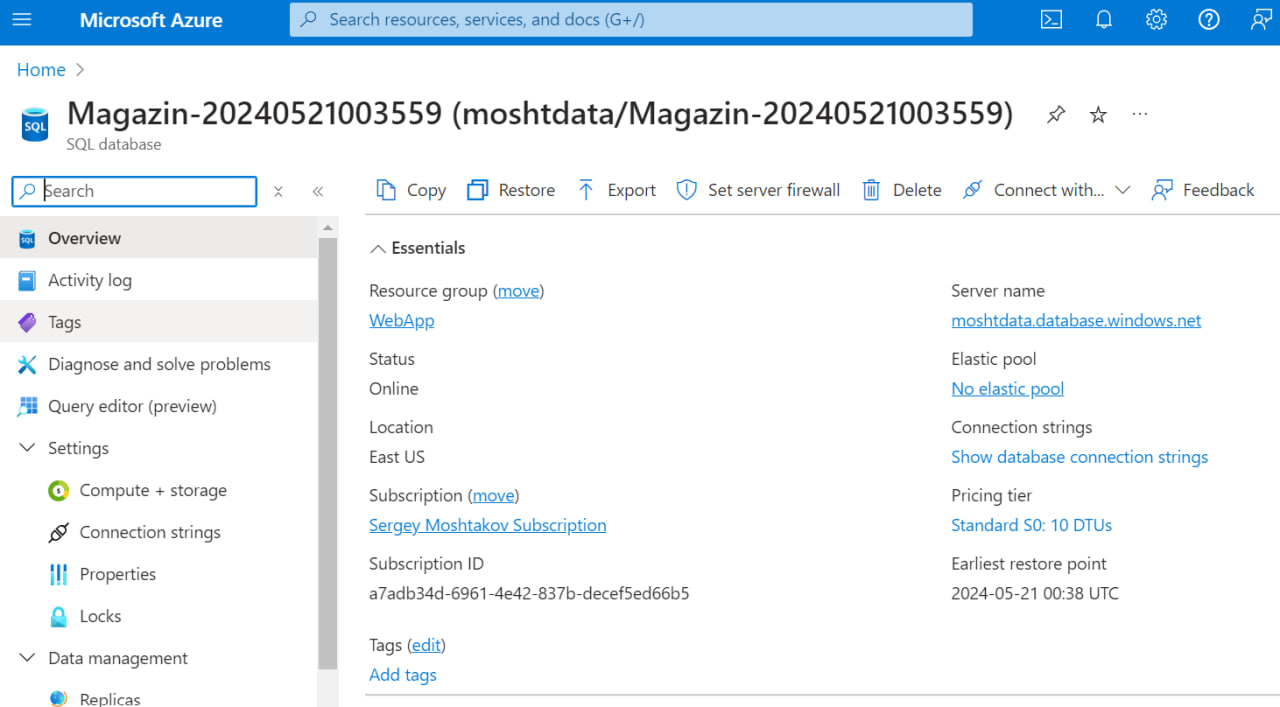 Microsoft Azure
Search resources, services, and docs (G+/)
Home
Magazin-20240521003559 (moshtdata/Magazin-20240521003559)
SQL
SQL database
Search
Copy
Restore
Export
Set server firewall
Delete
Connect with...
Feedback
Overview
Activity log
Tags
Diagnose and solve problems
Query editor (preview)
Settings
Compute + storage
Connection strings
Properties
Locks
Data management
Replicas
Essentials
Resource group (move)
WebApp
Status
Online
Location
East US
Subscription (move)
Sergey Moshtakov Subscription
Subscription ID
a7adb34d-6961-4e42-837b-decef5ed66b5
Tags (edit)
Add tags
Server name
moshtdata.database.windows.net
Elastic pool
No elastic pool
Connection strings
Show database connection strings
Pricing tier
Standard S0: 10 DTUs
Earliest restore point
2024-05-21 00:38 UTC